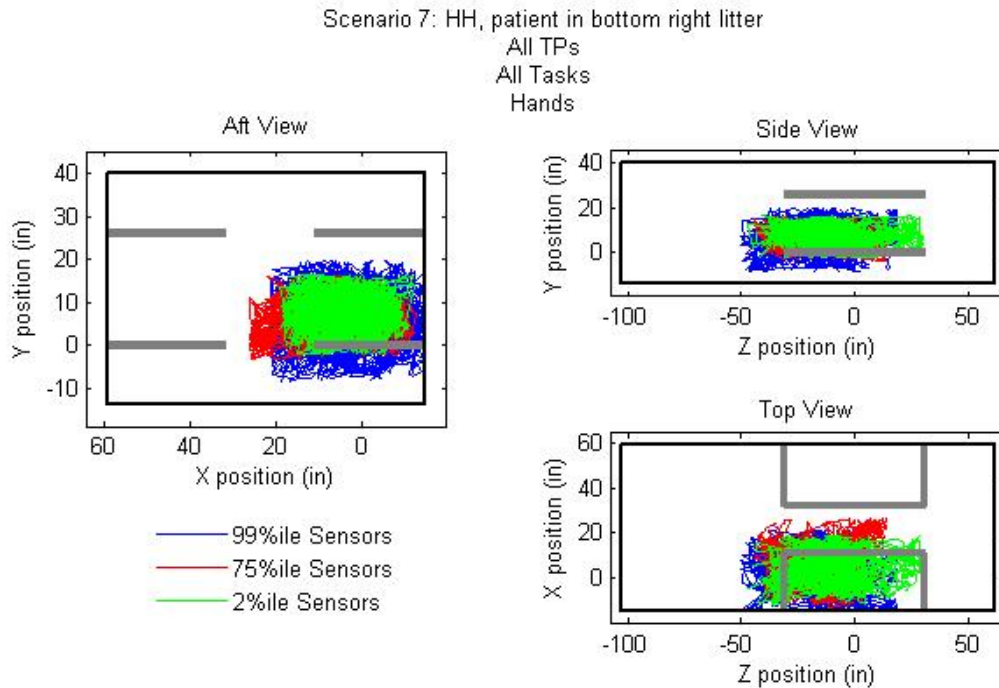 Scenario 7: HH, patient in bottom right litter
All TPs
All Tasks
Hands
Aft View
Y position (in)
40
30
20
10
0
-10
60
40
20
0
X position (in)
Side View
Y position (in)
40
20
0
-100
-50
0
50
Z position (in)
Top View
X position (in)
60
40
20
0
-100
-50
0
50
Z position (in)
99%ile Sensors
75%ile Sensors
2%ile Sensors